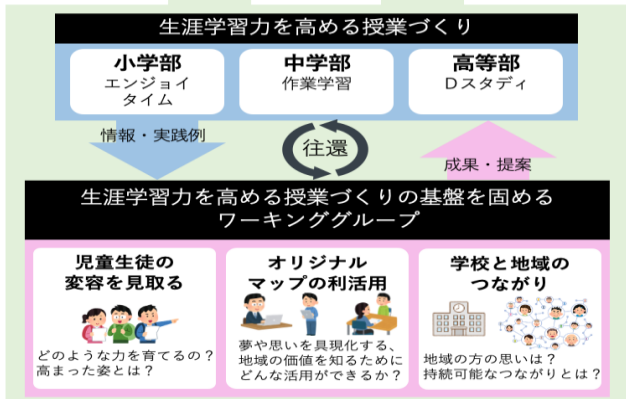 生涯学習力を高める授業づくり
小学部
エンジョイ
タイム
中学部
作業学習
高等部
Dスタディ
情報・実践例
往還
成果・提案
生涯学習力を高める授業づくりの基盤を固める
ワーキンググループ
児童生徒の
変容を見取る
どのような力を育てるの?
高まった姿とは?
オリジナル
マップの利活用
夢や思いを具現化する、
地域の価値を知るために
どんな活用ができるか?
学校と地域の
つながり
地域の方の思いは?
持続可能なつながりとは?